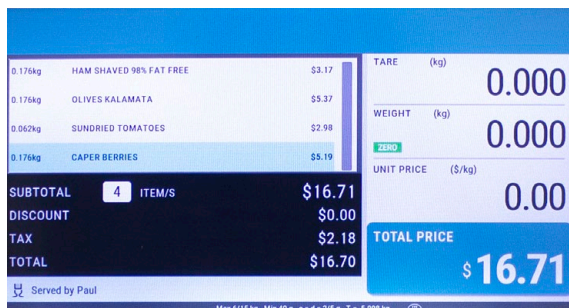 0.176kg HAM SHAVED 98% FAT FREE $3.17
0.176kg OLIVES KALAMATA $5.37
0.062kg SUNDRIED TOMATOES $2.98
0.176kg CAPER BERRIES $5.19
SUBTOTAL 4 ITEM/S $16.71
DISCOUNT $0.00
TAX $2.18
TOTAL $16.70
Served by Paul
TARE (kg)
0.000
WEIGHT (kg)
ZERO 0.000
UNIT PRICE ($/kg)
0.00
TOTAL PRICE
$16.71